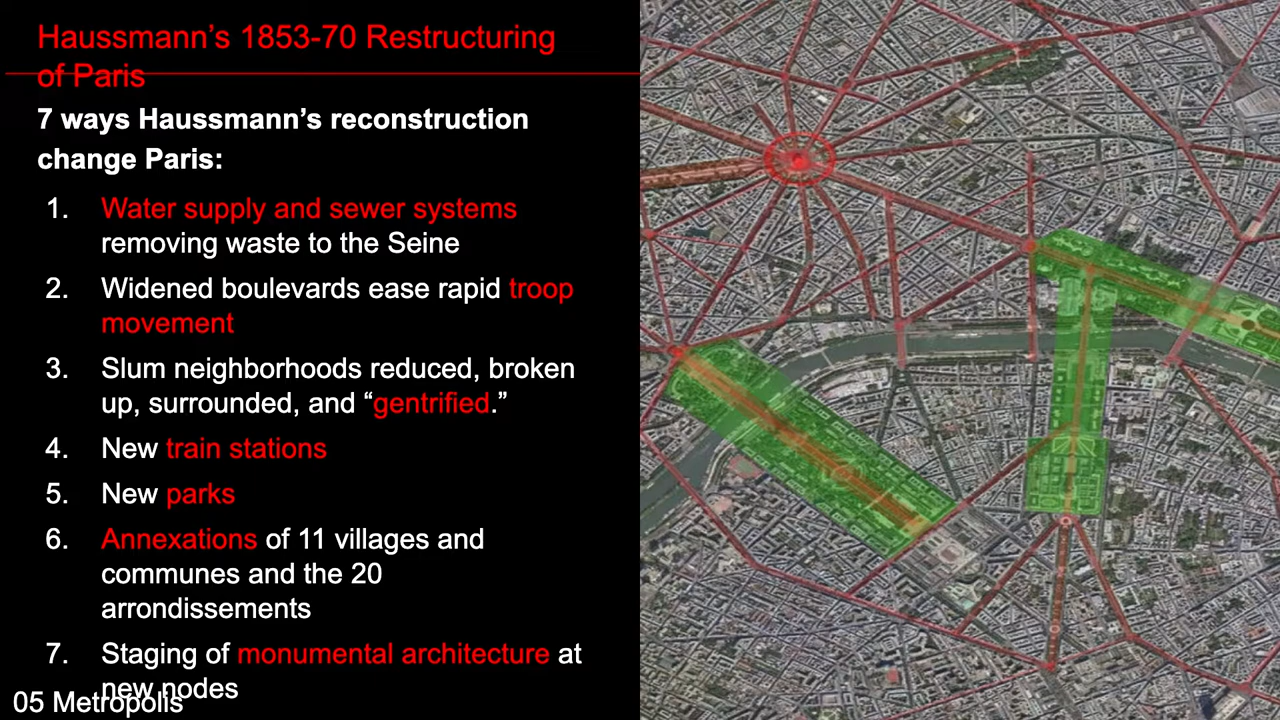 Haussmann’s 1853-70 Restructuring
of Paris
7 ways Haussmann’s reconstruction
change Paris:
1. Water supply and sewer systems
removing waste to the Seine
2. Widened boulevards ease rapid troop
movement
3. Slum neighborhoods reduced, broken
up, surrounded, and “gentrified.”
4. New train stations
5. New parks
6. Annexations of 11 villages and
communes and the 20
arrondissements
7. Staging of monumental architecture at
new nodes
05 Metropolis